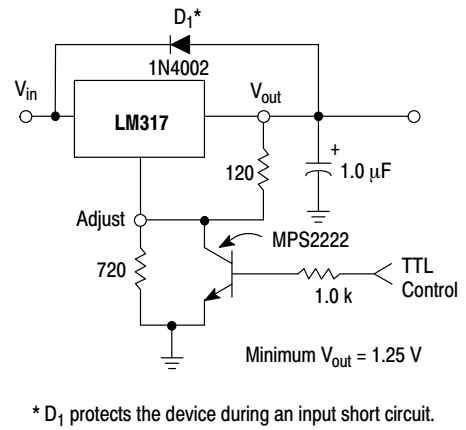 D1*
1N4002
Vin
Vout
LM317
+
1.0 μF
120
Adjust
MPS2222
720
TTL
Control
1.0 k
Minimum Vout = 1.25 V
* D1 protects the device during an input short circuit.